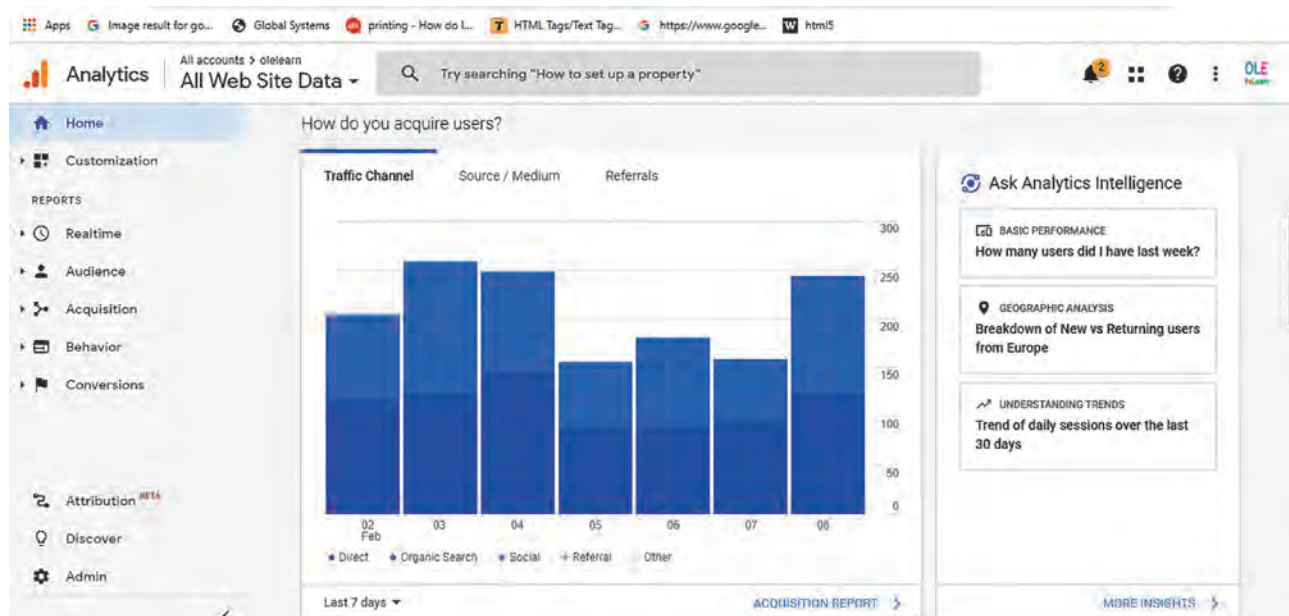 Apps Image result for go... Global Systems printing - How do I... HTML Tags/Text Tag... https://www.google... html5
Analytics
All accounts > olelearn
All Web Site Data
Try searching "How to set up a property"
2
OLE
Home
Customization
REPORTS
Realtime
Audience
Acquisition
Behavior
Conversions
Attribution BETA
Discover
Admin
How do you acquire users?
Traffic Channel Source / Medium Referrals
300
250
200
150
100
50
0
02 03 04 05 06 07 08
Feb
Direct Organic Search Social Referral Other
Last 7 days ACQUISITION REPORT
Ask Analytics Intelligence
BASIC PERFORMANCE
How many users did I have last week?
GEOGRAPHIC ANALYSIS
Breakdown of New vs Returning users
from Europe
UNDERSTANDING TRENDS
Trend of daily sessions over the last
30 days
MORE INSIGHTS